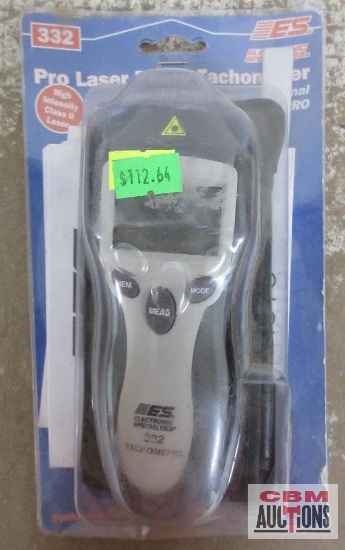 332
ES
Pro Laser Tachometer
High
Intensity
Class II
Laser
$112.64
MEM
MODE
MEAS
ES
ELECTRONIC
SPECIALTIES
332
TACHOMETER
CBM
AUCTIONS